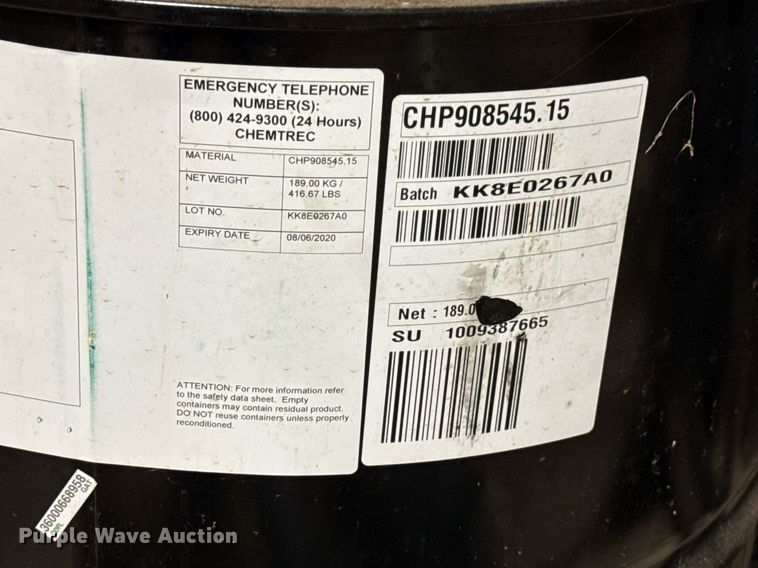 EMERGENCY TELEPHONE
NUMBER(S):
(800) 424-9300 (24 Hours)
CHEMTREC
MATERIAL CHP908545.15
NET WEIGHT 189.00 KG /
416.67 LBS
LOT NO. KK8E0267A0
EXPIRY DATE 08/06/2020
ATTENTION: For more information refer
to the safety data sheet. Empty
containers may contain residual product.
DO NOT reuse containers unless properly
reconditioned.
CHP908545.15
Batch KK8E0267A0
Net : 189.0
SU 1009387665
36000668958
GAT
Purple Wave Auction